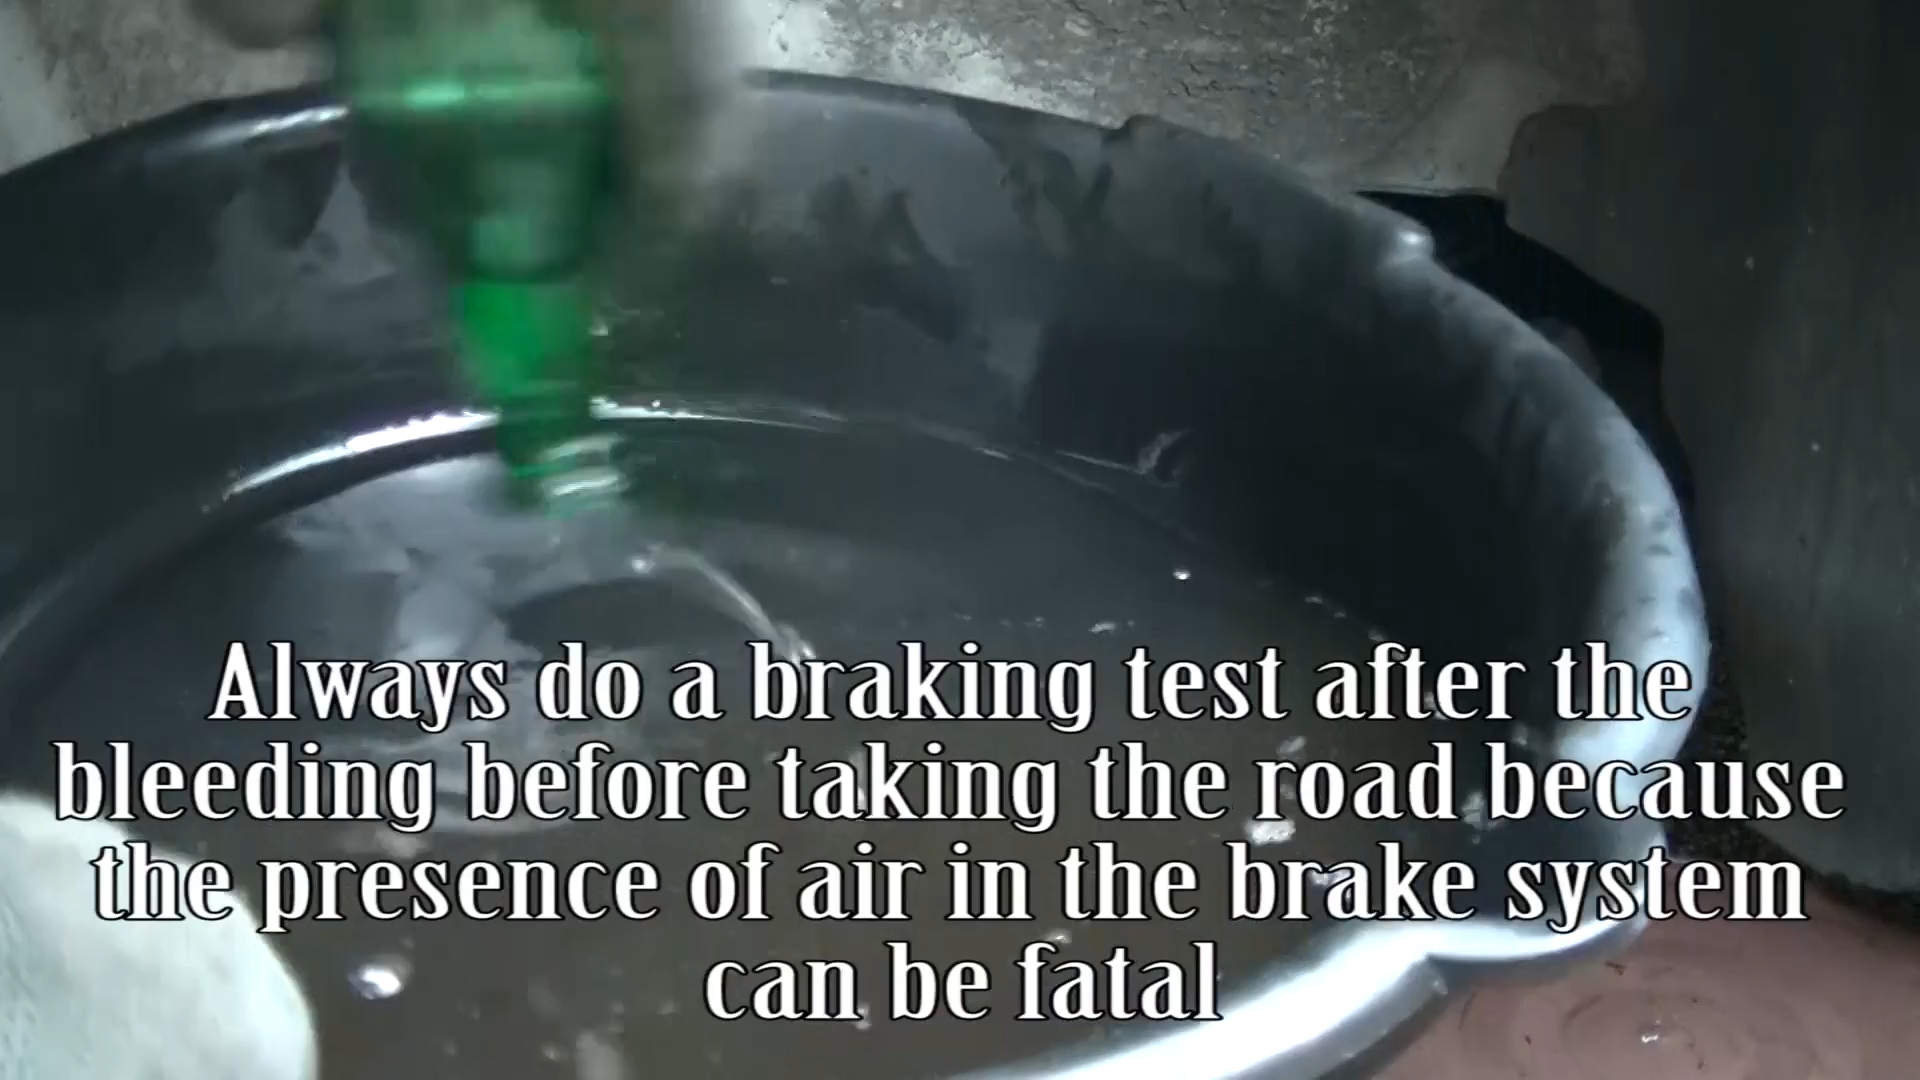 Always do a braking test after the
bleeding before taking the road because
the presence of air in the brake system
can be fatal